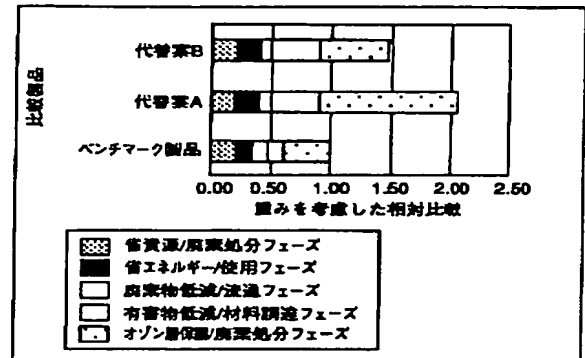 比較製品
代替案B
代替案A
ベンチマーク製品
0.00 0.50 1.00 1.50 2.00 2.50
重みを考慮した相対比較
省資源/廃棄処分フェーズ
省エネルギー/使用フェーズ
廃棄物低減/流通フェーズ
有害物低減/材料調達フェーズ
オゾン層保護/廃棄処分フェーズ